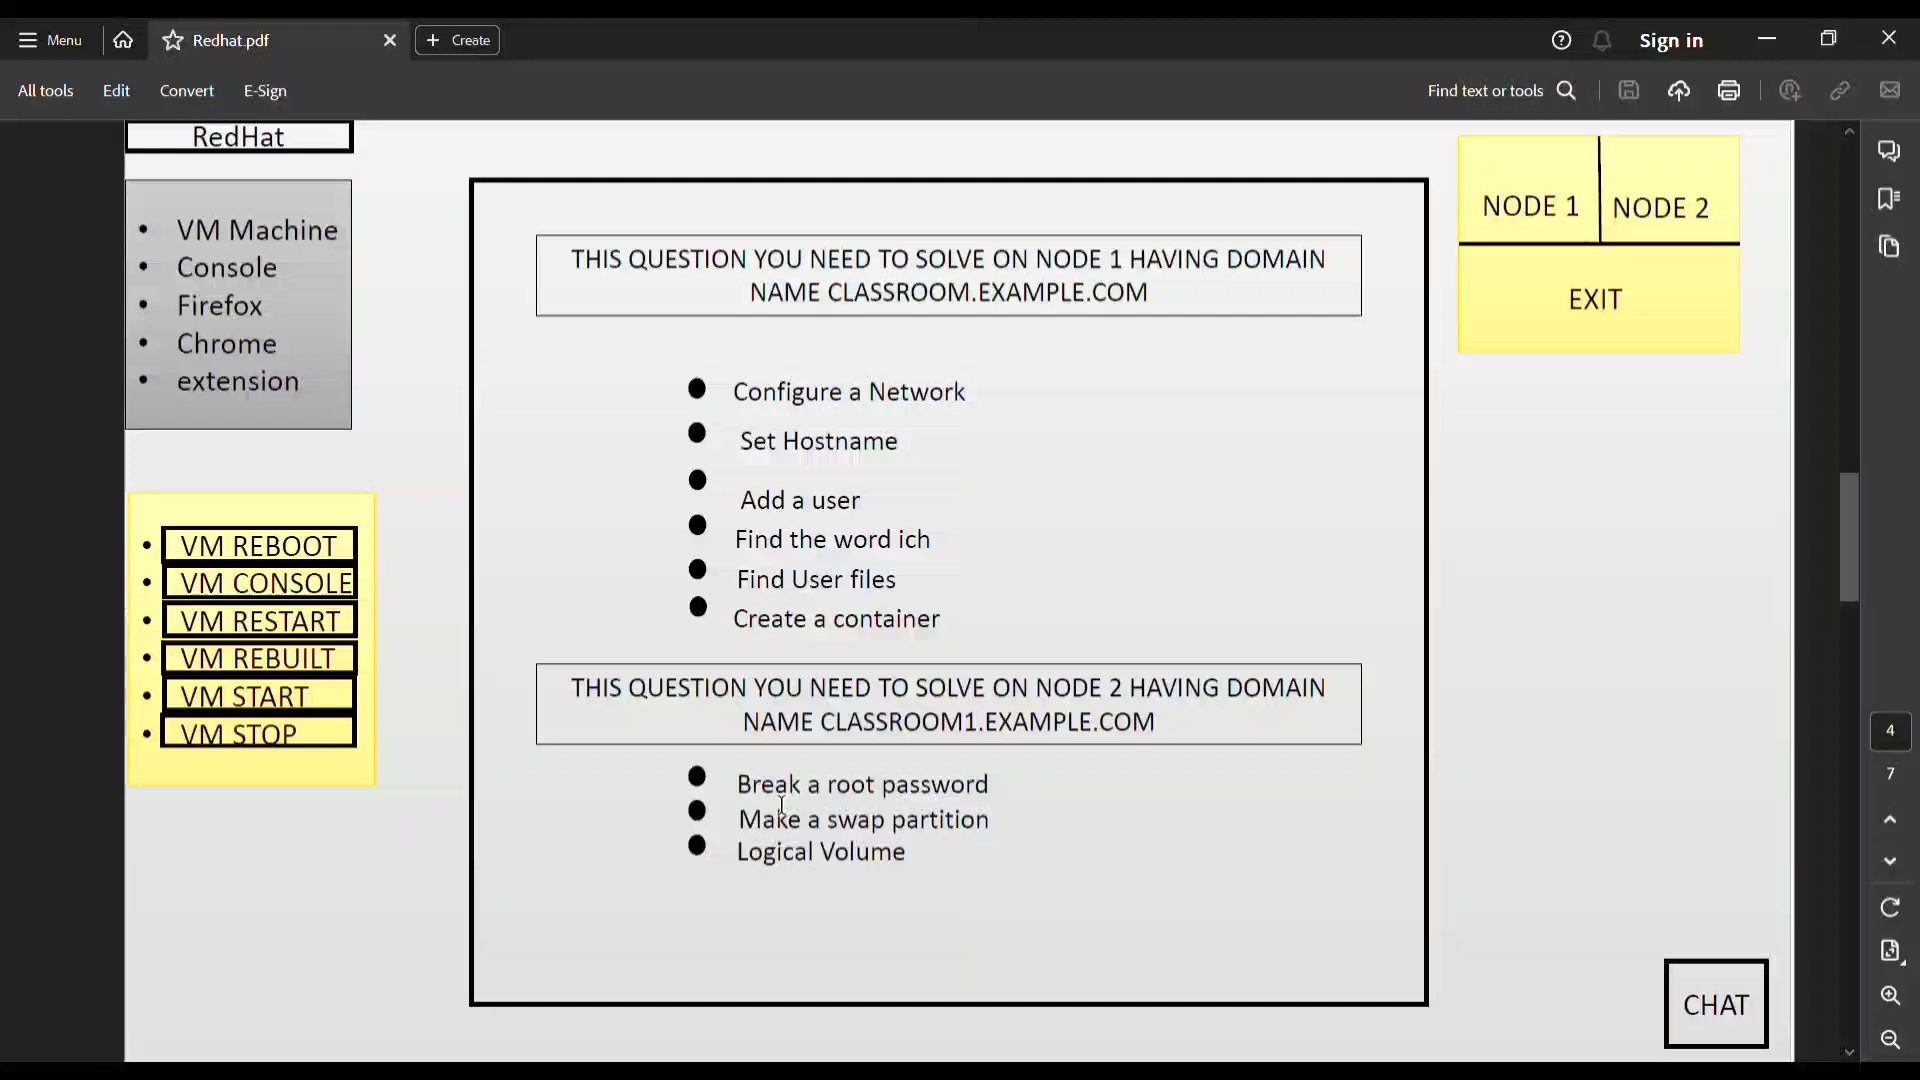 Menu
Redhat.pdf
Create
Sign in
All tools
Edit
Convert
E-Sign
Find text or tools
RedHat
• VM Machine
• Console
• Firefox
• Chrome
• extension
• VM REBOOT
• VM CONSOLE
• VM RESTART
• VM REBUILT
• VM START
• VM STOP
THIS QUESTION YOU NEED TO SOLVE ON NODE 1 HAVING DOMAIN
NAME CLASSROOM.EXAMPLE.COM
Configure a Network
Set Hostname
Add a user
Find the word ich
Find User files
Create a container
THIS QUESTION YOU NEED TO SOLVE ON NODE 2 HAVING DOMAIN
NAME CLASSROOM1.EXAMPLE.COM
Break a root password
Make a swap partition
Logical Volume
NODE 1
NODE 2
EXIT
CHAT
4
7